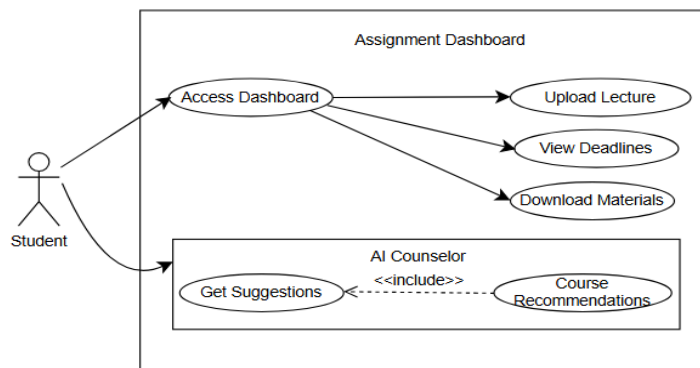 Assignment Dashboard
Access Dashboard
Upload Lecture
View Deadlines
Download Materials
Student
AI Counselor
<<include>>
Get Suggestions
Course
Recommendations